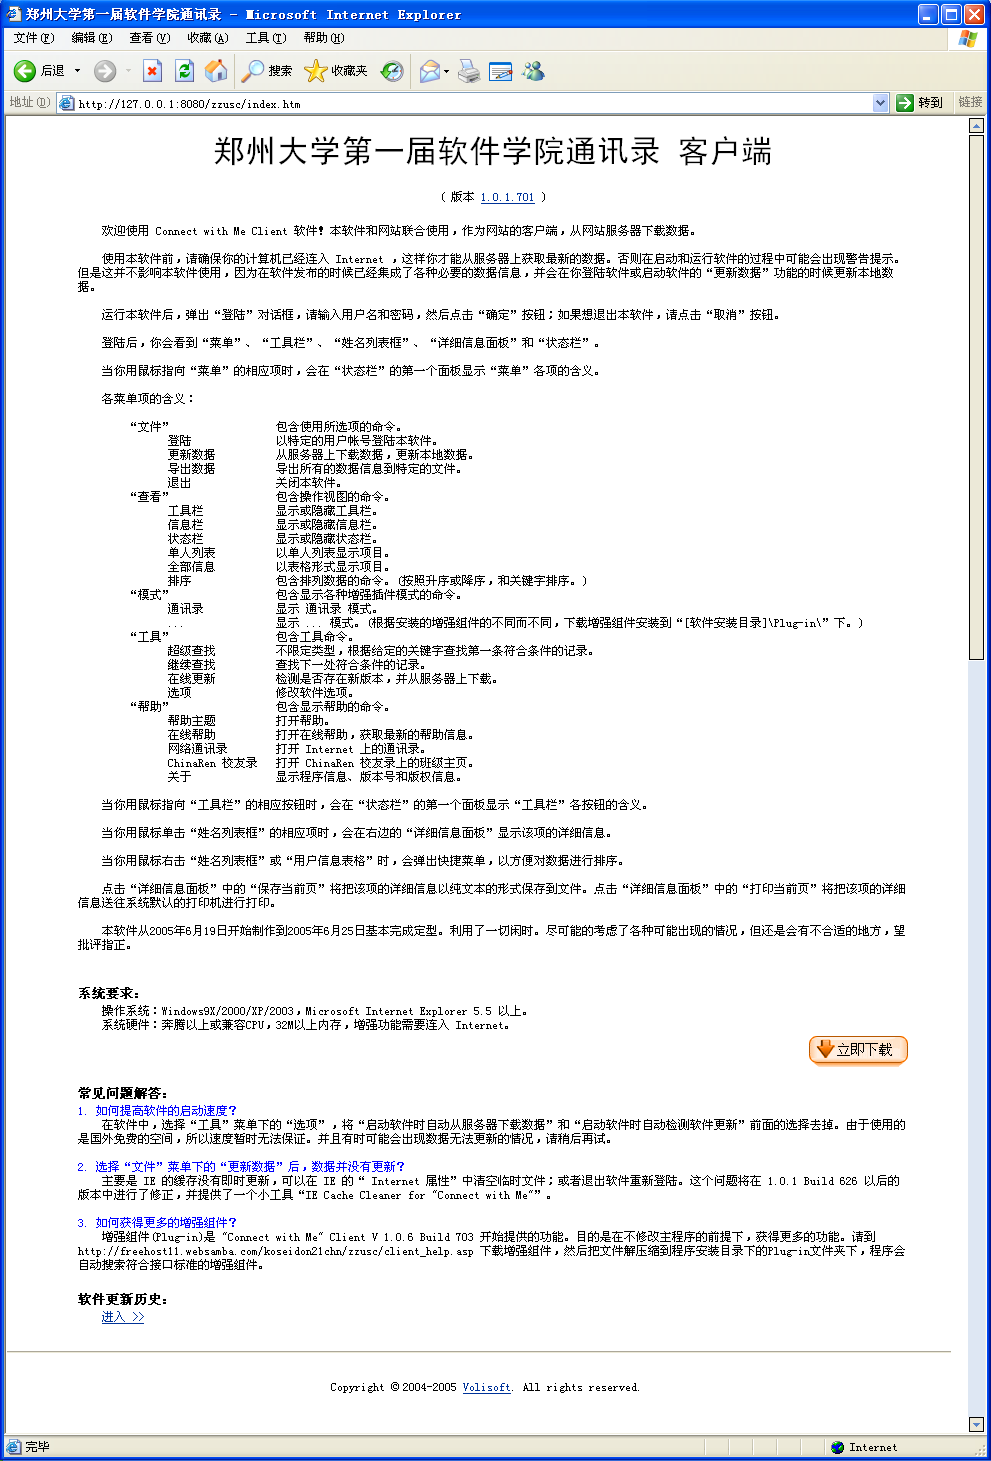 郑州大学第一届软件学院通讯录 - Microsoft Internet Explorer
文件(F) 编辑(E) 查看(V) 收藏(A) 工具(T) 帮助(H)
后退 搜索 收藏夹
地址(D) http://127.0.0.1:8080/zzusc/index.htm 转到 链接
郑州大学第一届软件学院通讯录 客户端
( 版本 1.0.1.701 )
欢迎使用 Connect with Me Client 软件! 本软件和网站联合使用，作为网站的客户端，从网站服务器下载数据。
使用本软件前，请确保你的计算机已经连入 Internet ，这样你才能从服务器上获取最新的数据。否则在启动和运行软件的过程中可能会出现警告提示。
但是这并不影响本软件使用，因为在软件发布的时候已经集成了各种必要的数据信息，并会在你登陆软件或启动软件的“更新数据”功能的时候更新本地数
据。
运行本软件后，弹出“登陆”对话框，请输入用户名和密码，然后点击“确定”按钮；如果想退出本软件，请点击“取消”按钮。
登陆后，你会看到“菜单”、“工具栏”、“姓名列表框”、“详细信息面板”和“状态栏”。
当你用鼠标指向“菜单”的相应项时，会在“状态栏”的第一个面板显示“菜单”各项的含义。
各菜单项的含义：
“文件” 包含使用所选项的命令。
登陆 以特定的用户帐号登陆本软件。
更新数据 从服务器上下载数据，更新本地数据。
导出数据 导出所有的数据信息到特定的文件。
退出 关闭本软件。
“查看” 包含操作视图的命令。
工具栏 显示或隐藏工具栏。
信息栏 显示或隐藏信息栏。
状态栏 显示或隐藏状态栏。
单人列表 以单人列表显示项目。
全部信息 以表格形式显示项目。
排序 包含排列数据的命令。(按照升序或降序，和关键字排序。)
“模式” 包含显示各种增强插件模式的命令。
通讯录 显示 通讯录 模式。
... 显示 ... 模式。(根据安装的增强组件的不同而不同，下载增强组件安装到“[软件安装目录]\Plug-in\”下。)
“工具” 包含工具命令。
超级查找 不限定类型，根据给定的关键字查找第一条符合条件的记录。
继续查找 查找下一处符合条件的记录。
在线更新 检测是否存在新版本，并从服务器上下载。
选项 修改软件选项。
“帮助” 包含显示帮助的命令。
帮助主题 打开帮助。
在线帮助 打开在线帮助，获取最新的帮助信息。
网络通讯录 打开 Internet 上的通讯录。
ChinaRen 校友录 打开 ChinaRen 校友录上的班级主页。
关于 显示程序信息、版本号和版权信息。
当你用鼠标指向“工具栏”的相应按钮时，会在“状态栏”的第一个面板显示“工具栏”各按钮的含义。
当你用鼠标单击“姓名列表框”的相应项时，会在右边的“详细信息面板”显示该项的详细信息。
当你用鼠标右击“姓名列表框”或“用户信息表格”时，会弹出快捷菜单，以方便对数据进行排序。
点击“详细信息面板”中的“保存当前页”将把该项的详细信息以纯文本的形式保存到文件。点击“详细信息面板”中的“打印当前页”将把该项的详细
信息送往系统默认的打印机进行打印。
本软件从2005年6月19日开始制作到2005年6月25日基本完成定型。利用了一切闲时。尽可能的考虑了各种可能出现的情况，但还是会有不合适的地方，望
批评指正。
系统要求：
操作系统：Windows9X/2000/XP/2003，Microsoft Internet Explorer 5.5 以上。
系统硬件：奔腾以上或兼容CPU，32M以上内存，增强功能需要连入 Internet。
立即下载
常见问题解答：
1. 如何提高软件的启动速度？
在软件中，选择“工具”菜单下的“选项”，将“启动软件时自动从服务器下载数据”和“启动软件时自动检测软件更新”前面的选择去掉。由于使用的
是国外免费的空间，所以速度暂时无法保证。并且有时可能会出现数据无法更新的情况，请稍后再试。
2. 选择“文件”菜单下的“更新数据”后，数据并没有更新？
主要是 IE 的缓存没有即时更新，可以在 IE 的“ Internet 属性”中请空临时文件；或者退出软件重新登陆。这个问题将在 1.0.1 Build 626 以后的
版本中进行了修正，并提供了一个小工具“IE Cache Cleaner for "Connect with Me"”。
3. 如何获得更多的增强组件？
增强组件(Plug-in)是 "Connect with Me" Client V 1.0.6 Build 703 开始提供的功能。目的是在不修改主程序的前提下，获得更多的功能。请到
http://freehost11.websamba.com/koseidon21chn/zzusc/client_help.asp 下载增强组件，然后把文件解压缩到程序安装目录下的Plug-in文件夹下，程序会
自动搜索符合接口标准的增强组件。
软件更新历史：
进入 >>
Copyright ©2004-2005 Volisoft. All rights reserved.
完毕 Internet